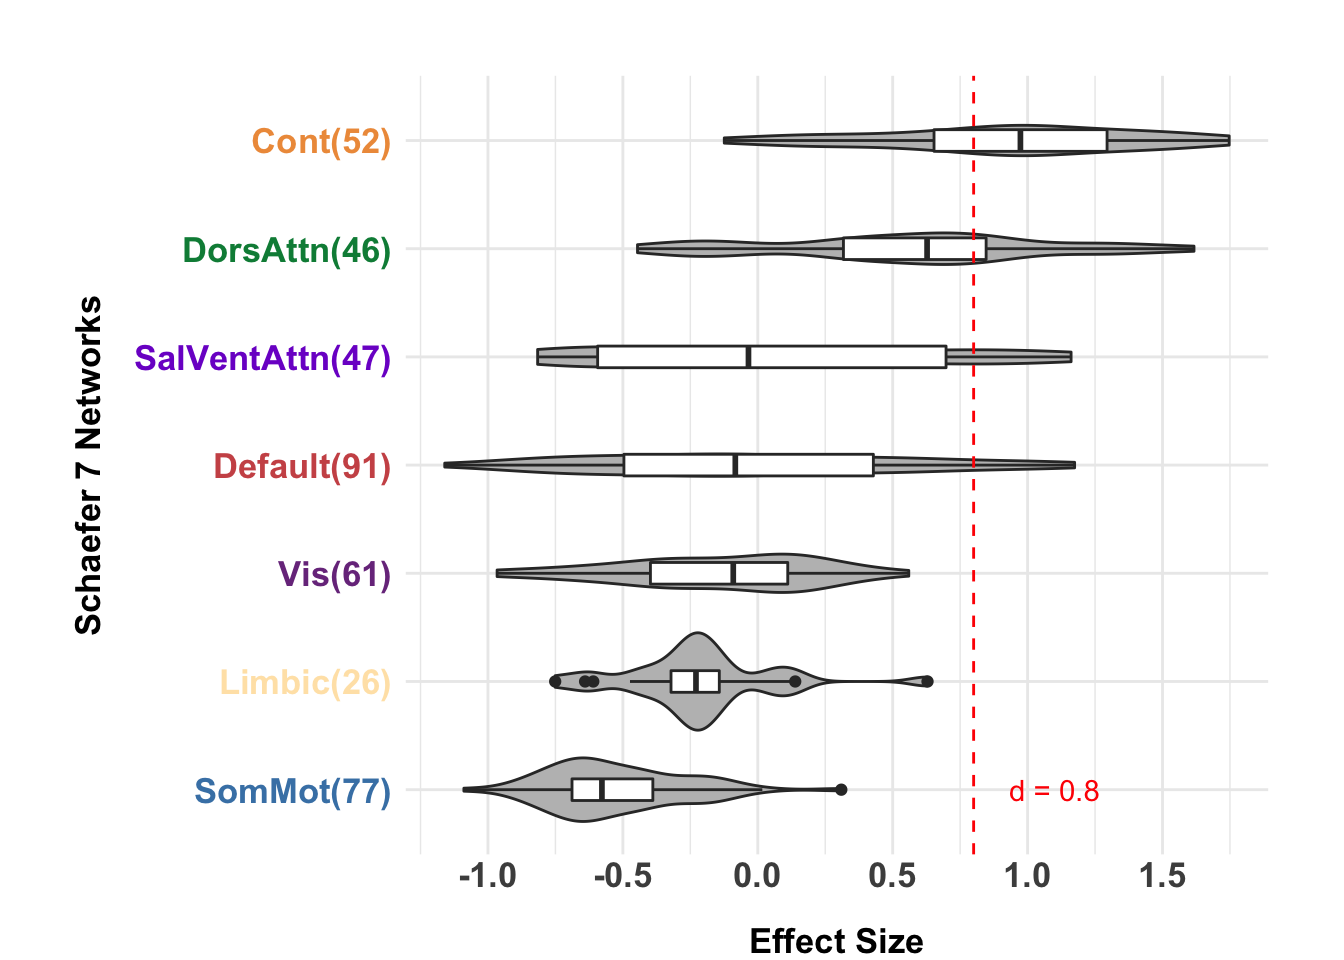 Schaefer 7 Networks
Cont(52)
DorsAttn(46)
SalVentAttn(47)
Default(91)
Vis(61)
Limbic(26)
SomMot(77)
d = 0.8
-1.0 -0.5 0.0 0.5 1.0 1.5
Effect Size